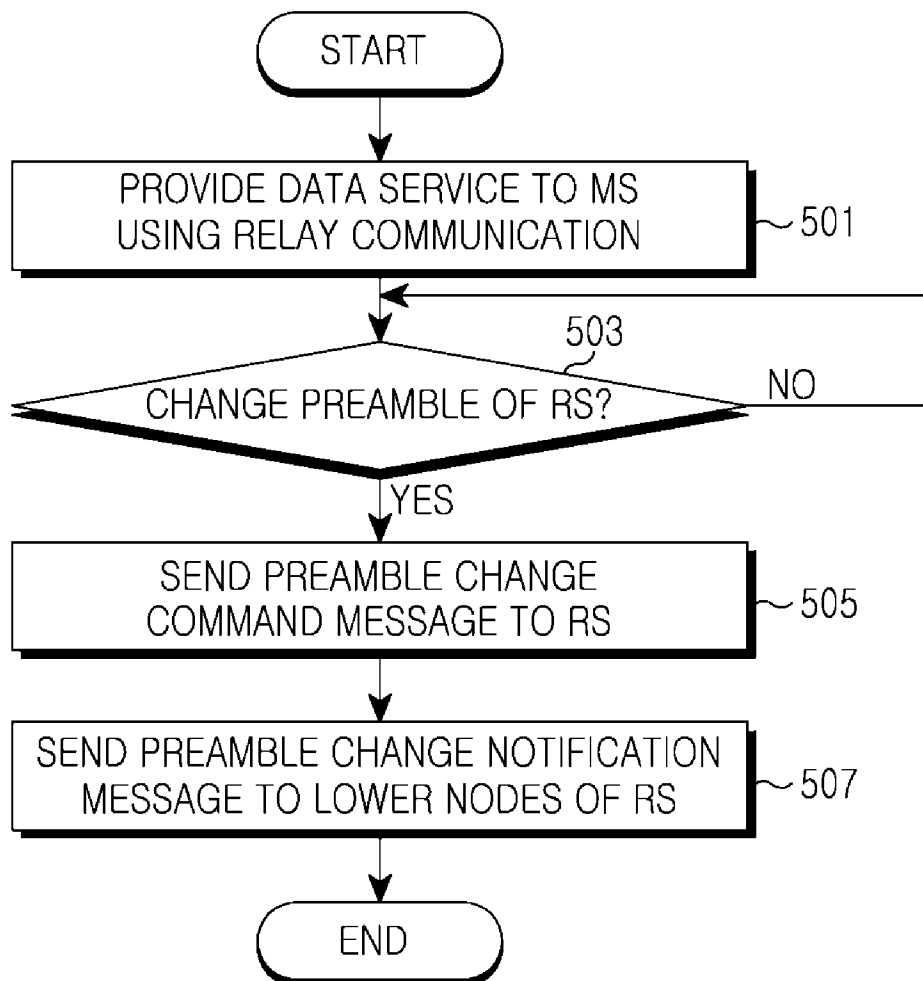 START
PROVIDE DATA SERVICE TO MS
USING RELAY COMMUNICATION
501
503
CHANGE PREAMBLE OF RS?
NO
YES
SEND PREAMBLE CHANGE
COMMAND MESSAGE TO RS
505
SEND PREAMBLE CHANGE NOTIFICATION
MESSAGE TO LOWER NODES OF RS
507
END